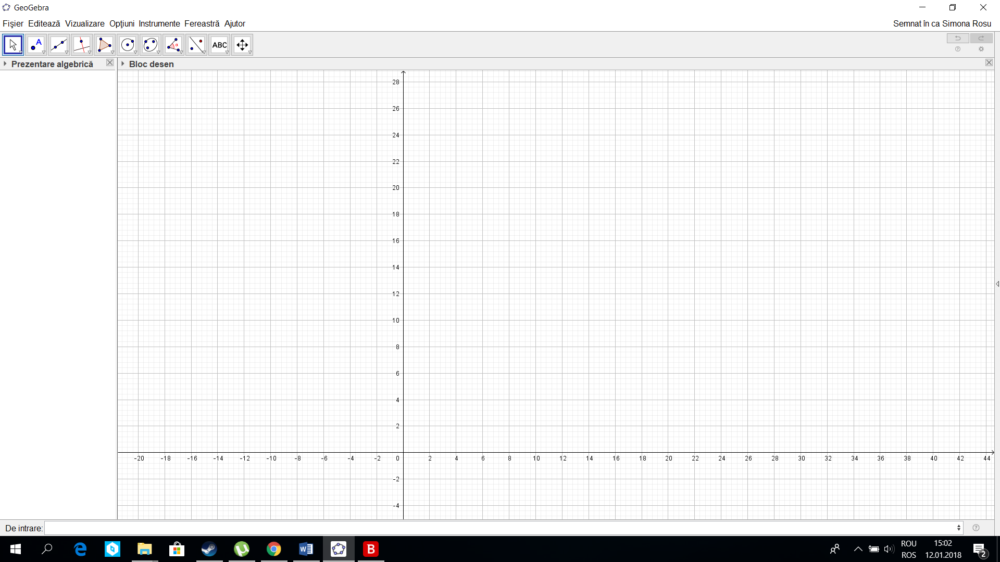 GeoGebra
Fişier Editează Vizualizare Opţiuni Instrumente Fereastră Ajutor
Semnat în ca Simona Rosu
A
α
ABC
Prezentare algebrică
Bloc desen
28
26
24
22
20
18
16
14
12
10
8
6
4
2
-20 -18 -16 -14 -12 -10 -8 -6 -4 -2 0 2 4 6 8 10 12 14 16 18 20 22 24 26 28 30 32 34 36 38 40 42 44
-2
-4
De intrare:
ROU
ROS
15:02
12.01.2018
2
W
B